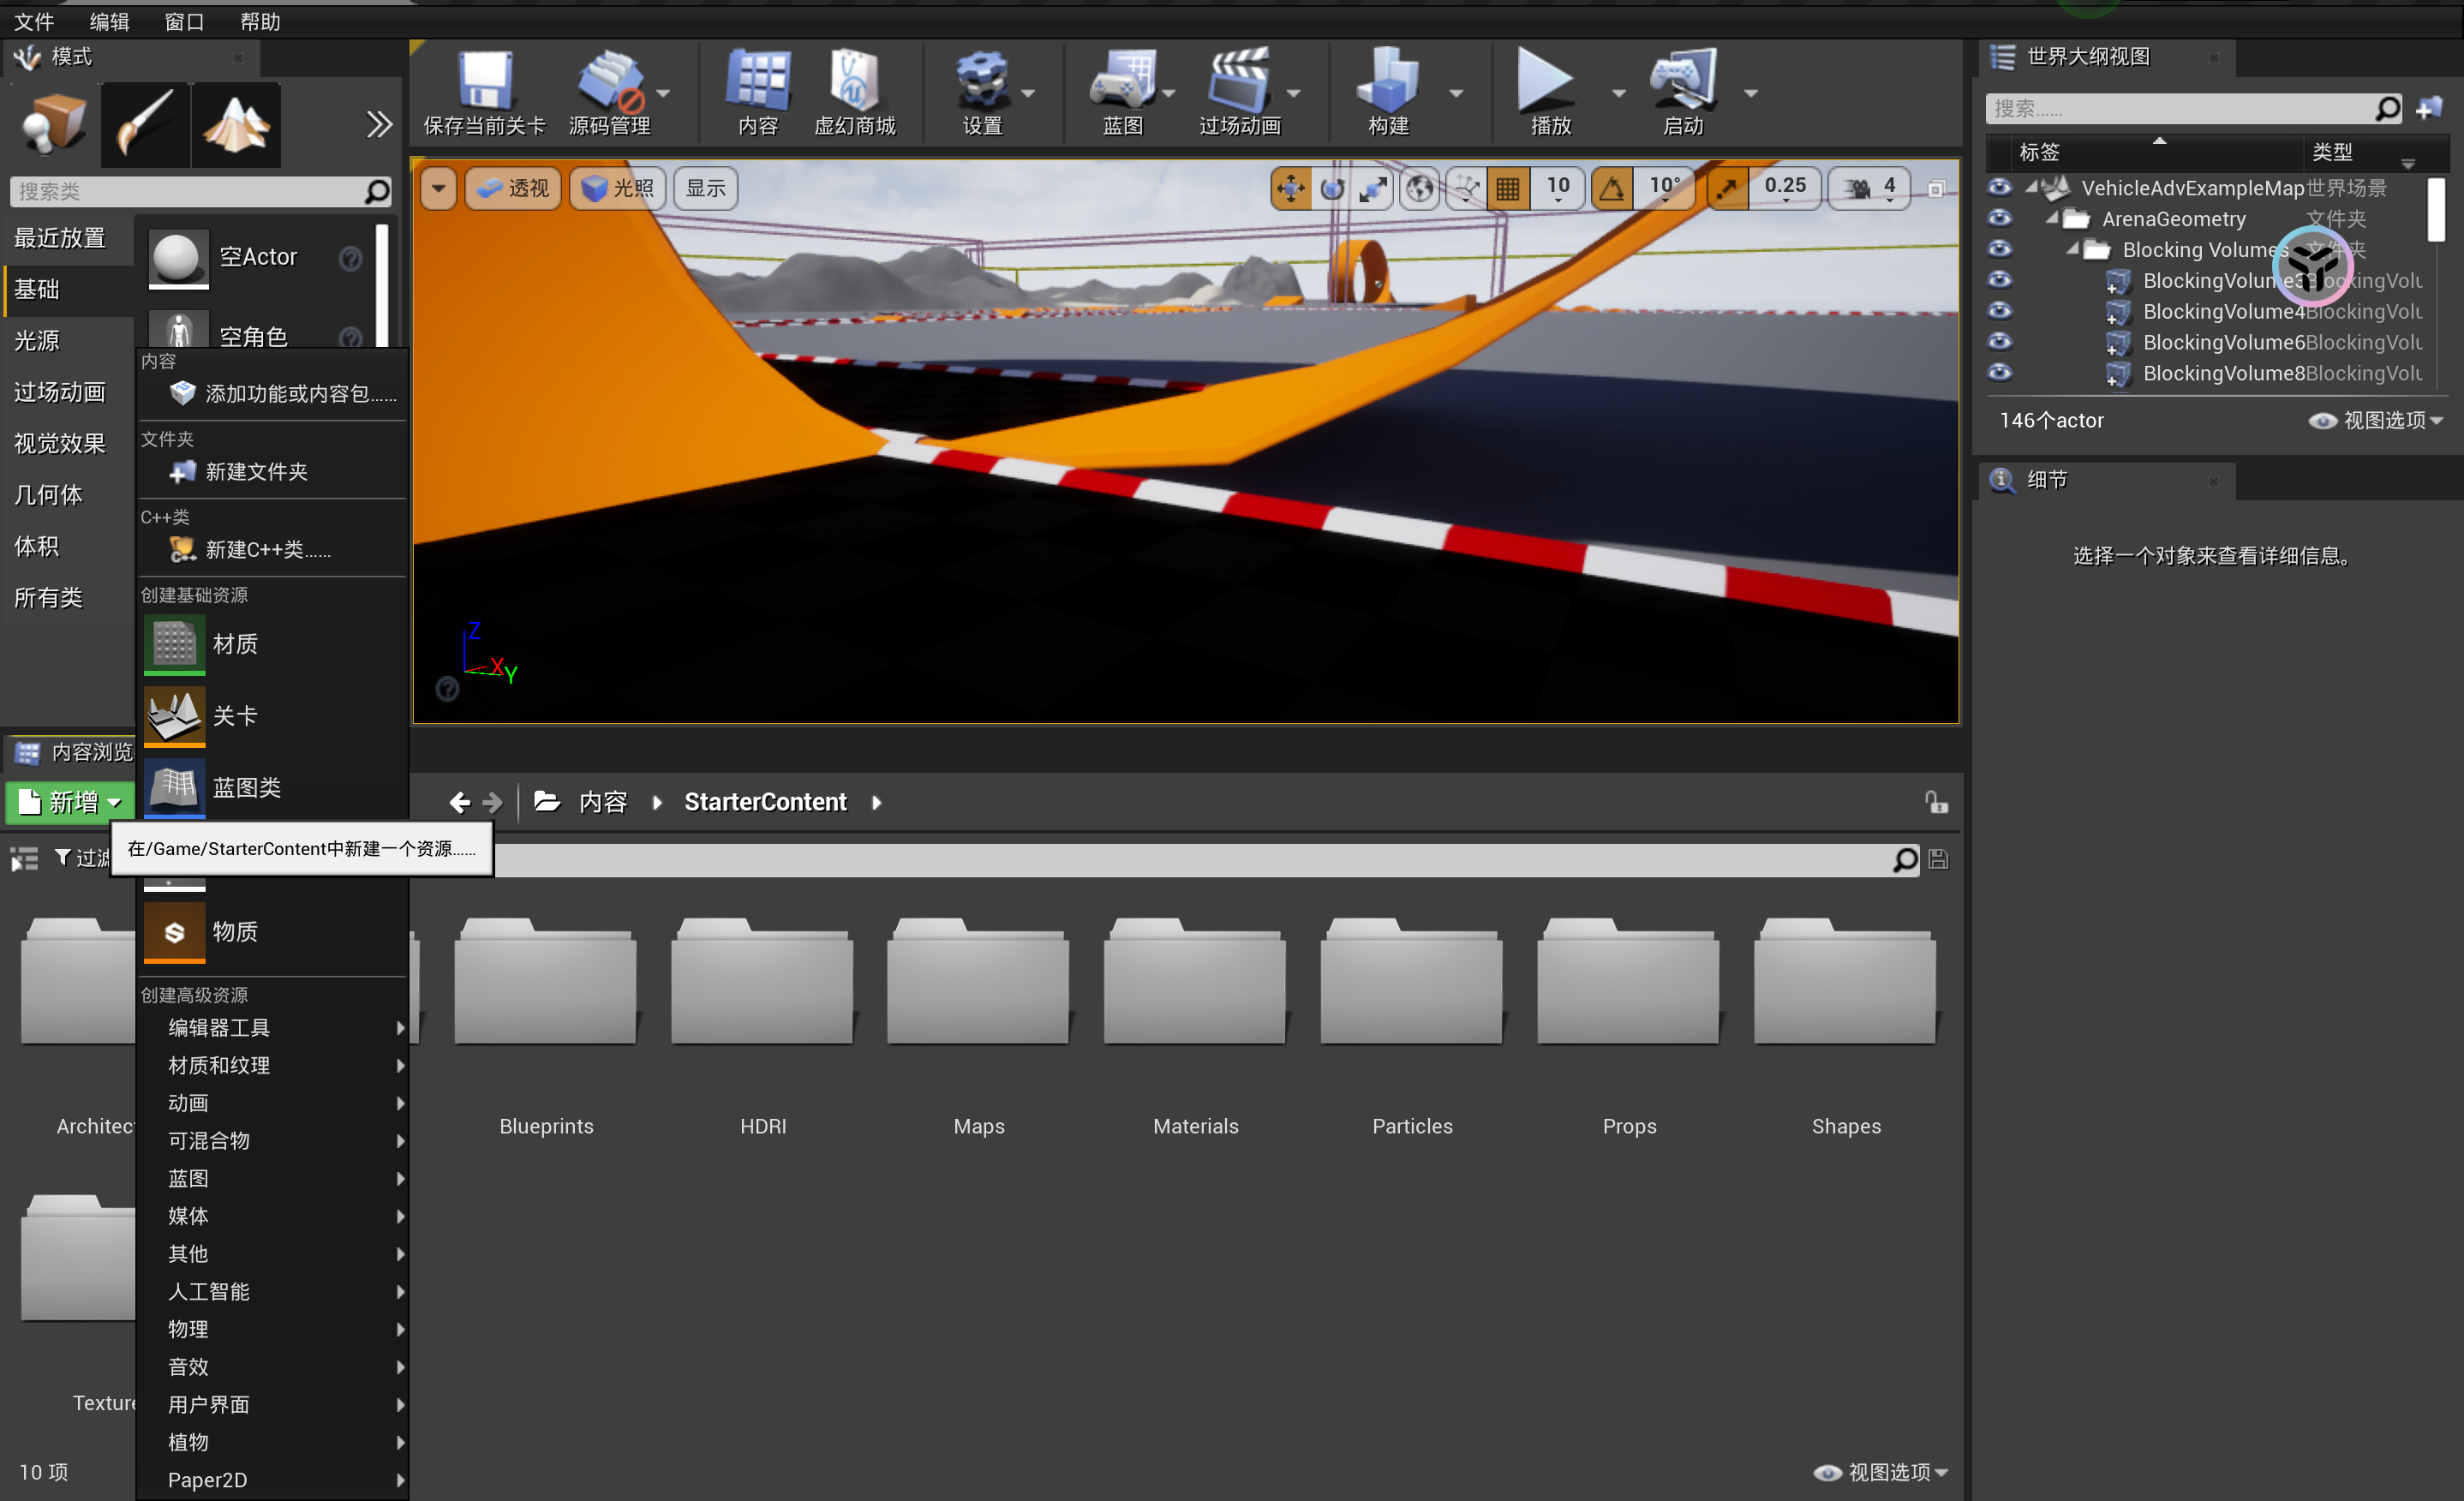 文件 编辑 窗口 帮助
模式
保存当前关卡 源码管理 内容 虚幻商城 设置 蓝图 过场动画 构建 播放 启动
搜索类
最近放置
基础
光源
过场动画
视觉效果
几何体
体积
所有类
空Actor
空角色
内容
添加功能或内容包......
文件夹
新建文件夹
C++类
新建C++类......
创建基础资源
材质
关卡
蓝图类
物质
创建高级资源
编辑器工具
材质和纹理
动画
可混合物
蓝图
媒体
其他
人工智能
物理
音效
用户界面
植物
Paper2D
透视 光照 显示
10 10° 0.25 4
Z
X
Y
世界大纲视图
搜索......
标签 类型
VehicleAdvExampleMap 世界场景
ArenaGeometry 文件夹
Blocking Volumes 文件夹
BlockingVolume3
BlockingVolume4 BlockingVolu
BlockingVolume6 BlockingVolu
BlockingVolume8 BlockingVolu
146个actor 视图选项
细节
选择一个对象来查看详细信息。
内容浏览
新增
内容 StarterContent
在/Game/StarterContent中新建一个资源......
过滤
Architec
Blueprints
HDRI
Maps
Materials
Particles
Props
Shapes
Texture
10 项 视图选项